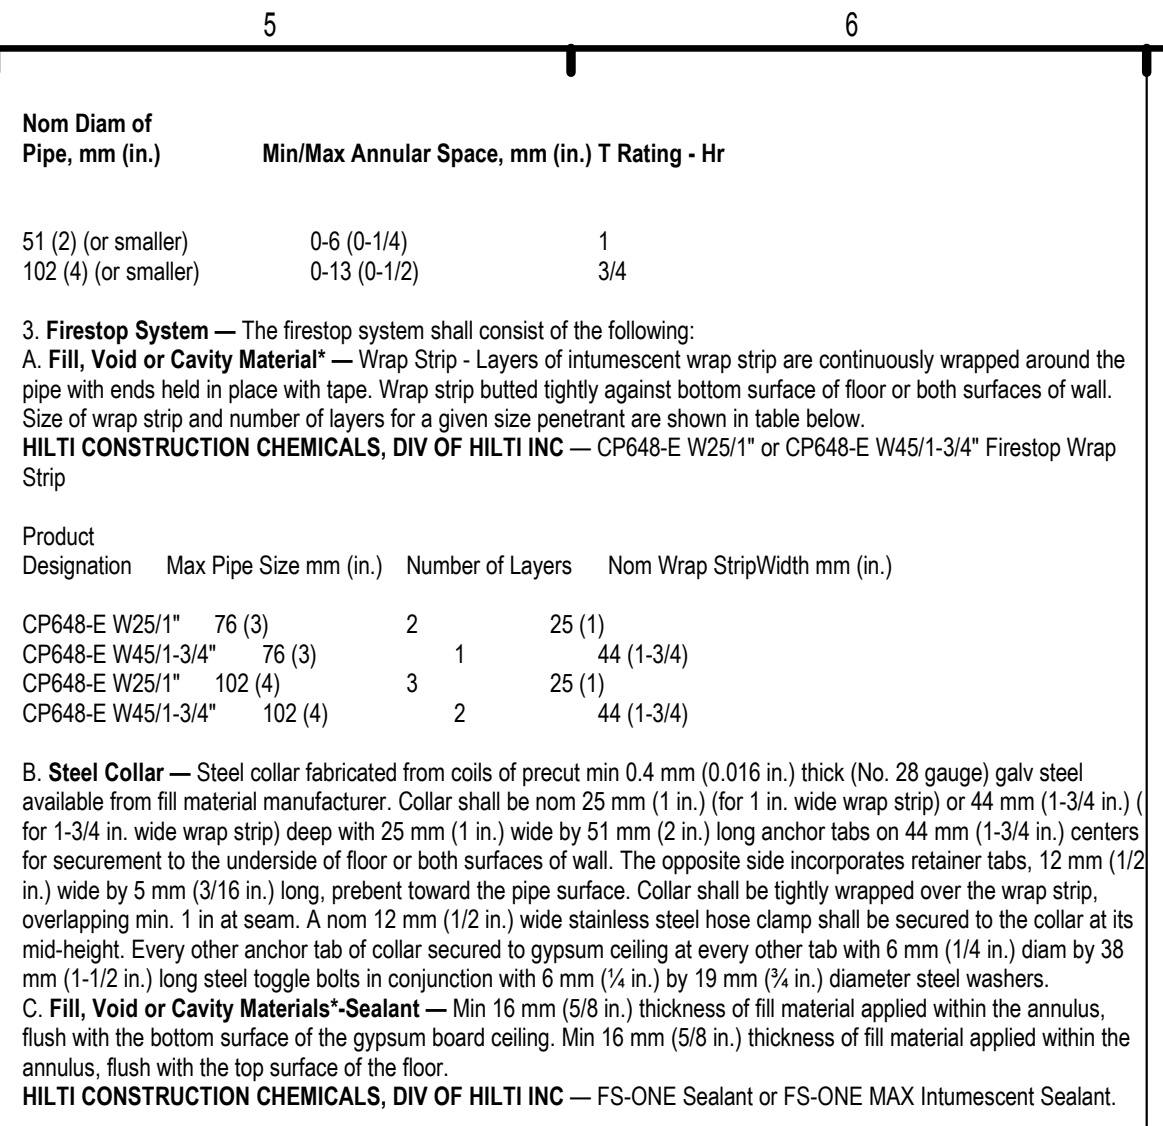 5 6
Nom Diam of
Pipe, mm (in.) Min/Max Annular Space, mm (in.) T Rating - Hr
51 (2) (or smaller) 0-6 (0-1/4) 1
102 (4) (or smaller) 0-13 (0-1/2) 3/4
3. Firestop System — The firestop system shall consist of the following:
A. Fill, Void or Cavity Material* — Wrap Strip - Layers of intumescent wrap strip are continuously wrapped around the
pipe with ends held in place with tape. Wrap strip butted tightly against bottom surface of floor or both surfaces of wall.
Size of wrap strip and number of layers for a given size penetrant are shown in table below.
HILTI CONSTRUCTION CHEMICALS, DIV OF HILTI INC — CP648-E W25/1" or CP648-E W45/1-3/4" Firestop Wrap
Strip
Product
Designation Max Pipe Size mm (in.) Number of Layers Nom Wrap StripWidth mm (in.)
CP648-E W25/1" 76 (3) 2 25 (1)
CP648-E W45/1-3/4" 76 (3) 1 44 (1-3/4)
CP648-E W25/1" 102 (4) 3 25 (1)
CP648-E W45/1-3/4" 102 (4) 2 44 (1-3/4)
B. Steel Collar — Steel collar fabricated from coils of precut min 0.4 mm (0.016 in.) thick (No. 28 gauge) galv steel
available from fill material manufacturer. Collar shall be nom 25 mm (1 in.) (for 1 in. wide wrap strip) or 44 mm (1-3/4 in.) (
for 1-3/4 in. wide wrap strip) deep with 25 mm (1 in.) wide by 51 mm (2 in.) long anchor tabs on 44 mm (1-3/4 in.) centers
for securement to the underside of floor or both surfaces of wall. The opposite side incorporates retainer tabs, 12 mm (1/2
in.) wide by 5 mm (3/16 in.) long, prebent toward the pipe surface. Collar shall be tightly wrapped over the wrap strip,
overlapping min. 1 in at seam. A nom 12 mm (1/2 in.) wide stainless steel hose clamp shall be secured to the collar at its
mid-height. Every other anchor tab of collar secured to gypsum ceiling at every other tab with 6 mm (1/4 in.) diam by 38
mm (1-1/2 in.) long steel toggle bolts in conjunction with 6 mm (¼ in.) by 19 mm (¾ in.) diameter steel washers.
C. Fill, Void or Cavity Materials*-Sealant — Min 16 mm (5/8 in.) thickness of fill material applied within the annulus,
flush with the bottom surface of the gypsum board ceiling. Min 16 mm (5/8 in.) thickness of fill material applied within the
annulus, flush with the top surface of the floor.
HILTI CONSTRUCTION CHEMICALS, DIV OF HILTI INC — FS-ONE Sealant or FS-ONE MAX Intumescent Sealant.